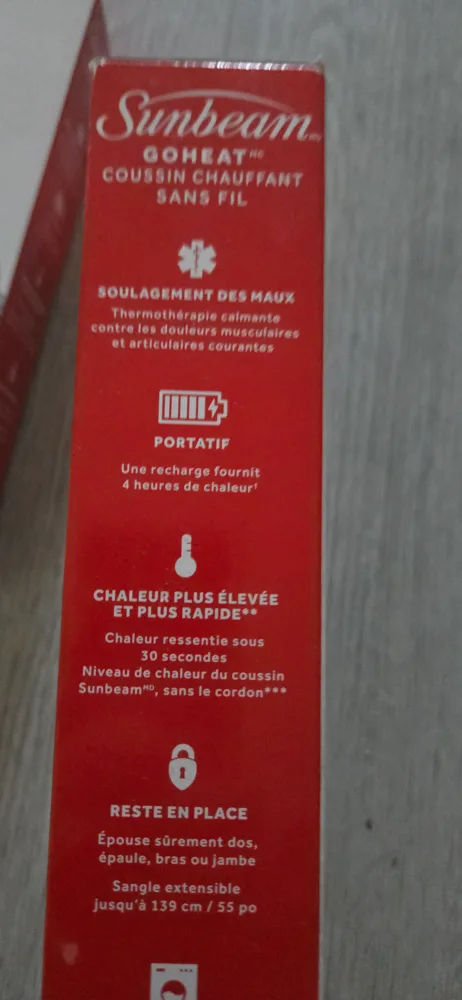 Sunbeam
GOHEAT MC
COUSSIN CHAUFFANT
SANS FIL
SOULAGEMENT DES MAUX
Thermothérapie calmante
contre les douleurs musculaires
et articulaires courantes
PORTATIF
Une recharge fournit
4 heures de chaleur†
CHALEUR PLUS ÉLEVÉE
ET PLUS RAPIDE**
Chaleur ressentie sous
30 secondes
Niveau de chaleur du coussin
Sunbeam MD, sans le cordon***
RESTE EN PLACE
Épouse sûrement dos,
épaule, bras ou jambe
Sangle extensible
jusqu'à 139 cm / 55 po